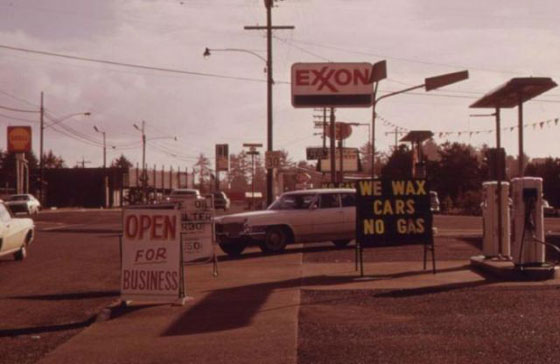 EXXON
WE WAX
CARS
NO GAS
OPEN
FOR
BUSINESS